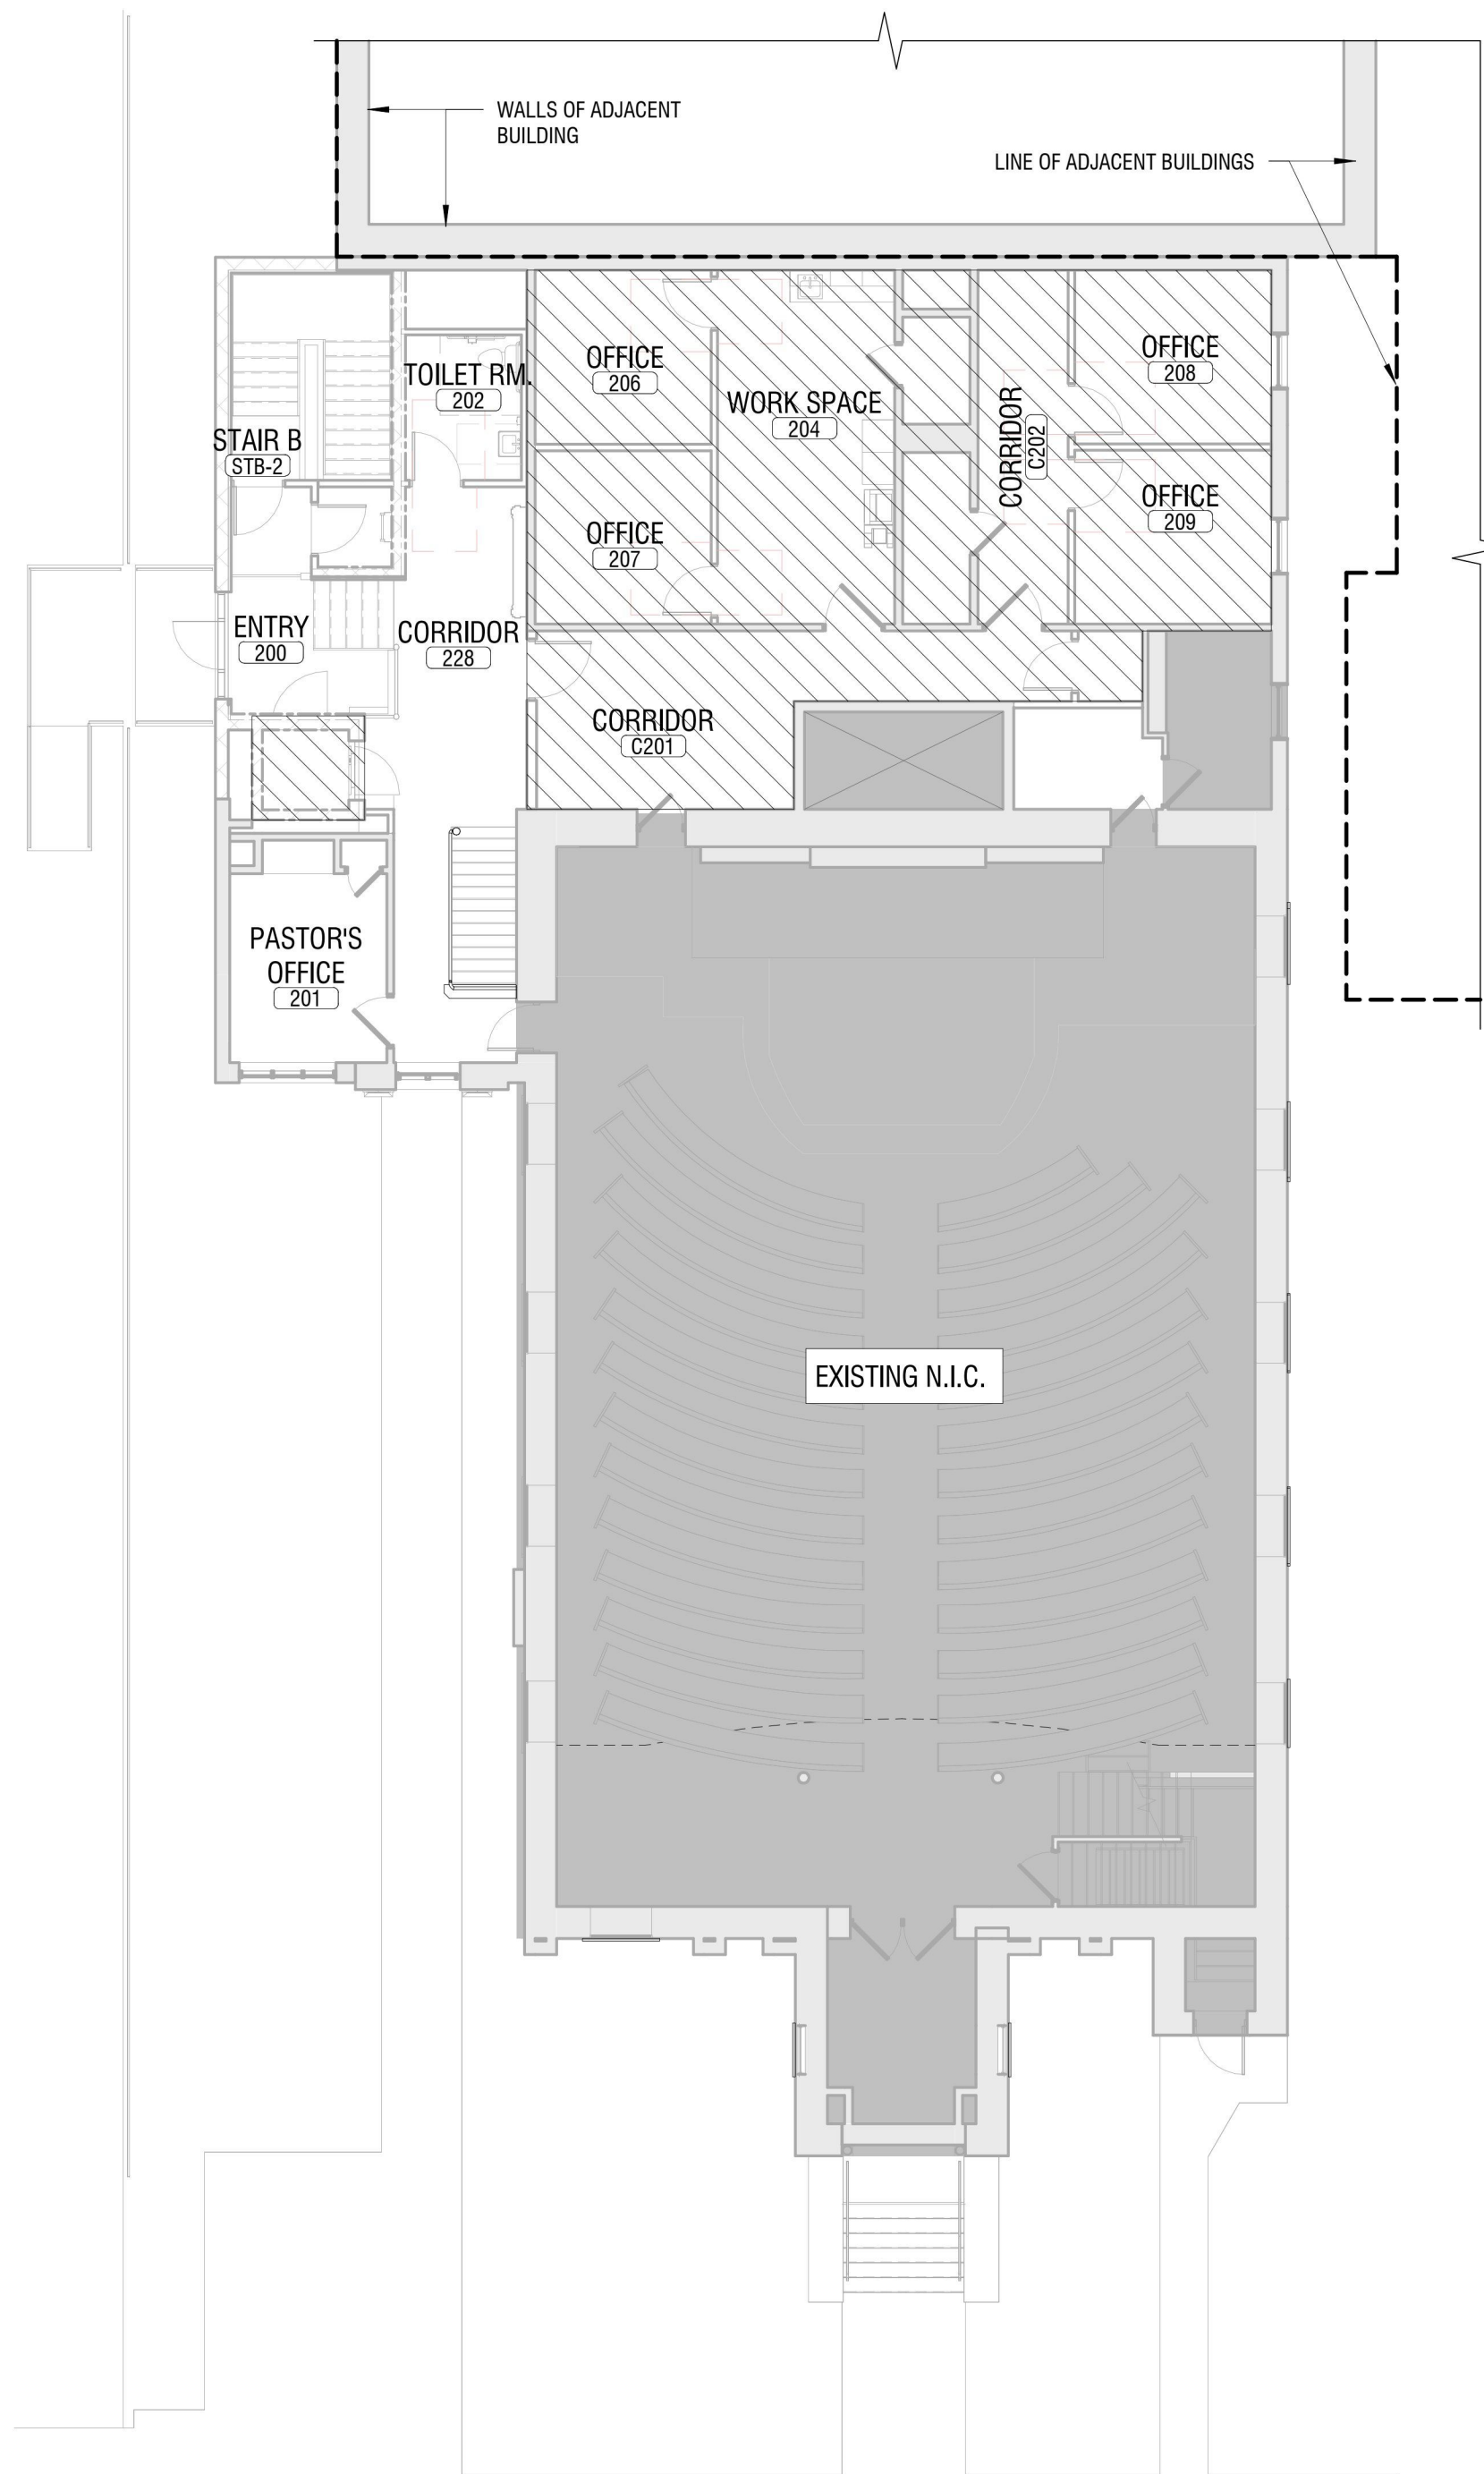 WALLS OF ADJACENT
BUILDING
LINE OF ADJACENT BUILDINGS
OFFICE
206
OFFICE
208
TOILET RM.
202
WORK SPACE
204
CORRIDOR
C202
STAIR B
STB-2
OFFICE
207
OFFICE
209
ENTRY
200
CORRIDOR
228
CORRIDOR
C201
PASTOR'S
OFFICE
201
EXISTING N.I.C.